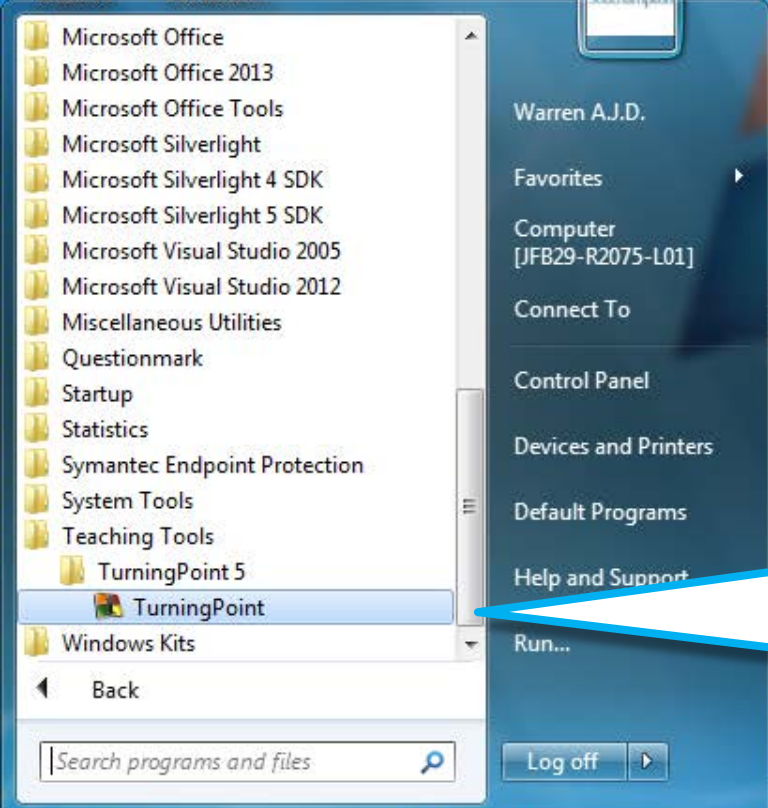 Microsoft Office
Microsoft Office 2013
Microsoft Office Tools
Microsoft Silverlight
Microsoft Silverlight 4 SDK
Microsoft Silverlight 5 SDK
Microsoft Visual Studio 2005
Microsoft Visual Studio 2012
Miscellaneous Utilities
Questionmark
Startup
Statistics
Symantec Endpoint Protection
System Tools
Teaching Tools
TurningPoint 5
TurningPoint
Windows Kits
Back
Search programs and files
Warren A.J.D.
Favorites
Computer
[JFB29-R2075-L01]
Connect To
Control Panel
Devices and Printers
Default Programs
Help and Support
Run...
Log off